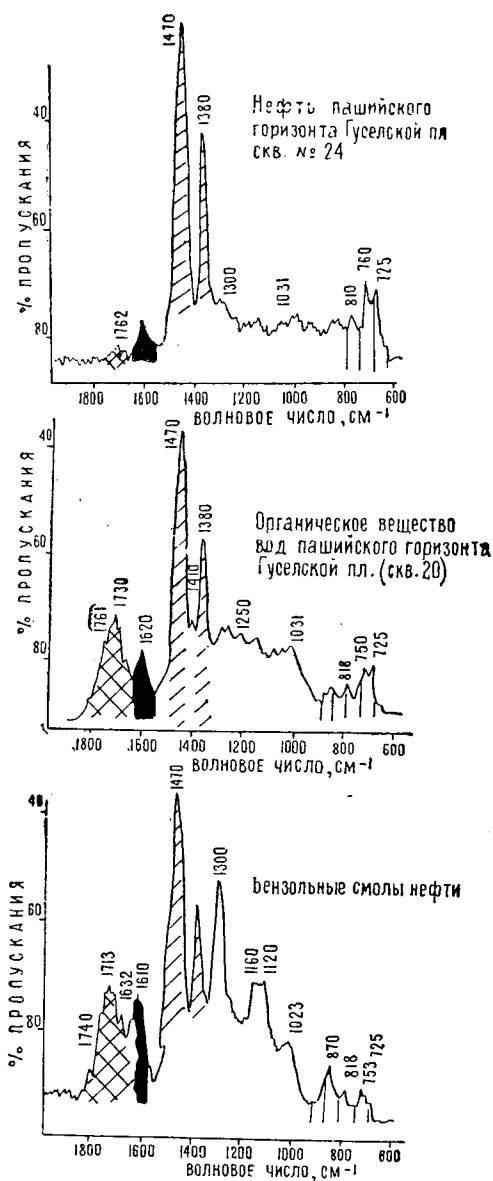 1470
1380
Нефть пашийского
горизонта Гуселской пл
скв. № 24
40
60
80
% ПРОПУСКАНИЯ
1762
1300
1031
810
760
725
1800 1600 1400 1200 1000 800 600
ВОЛНОВОЕ ЧИСЛО, СМ-1
1470
40
60
80
% ПРОПУСКАНИЯ
1761
1730
1620
1410
1380
1250
1031
818
750
725
Органическое вещество
вод пашийского горизонта
Гуселской пл. (скв. 20)
1800 1600 1400 1200 1000 800 600
ВОЛНОВОЕ ЧИСЛО, СМ-1
1470
40
60
80
% ПРОПУСКАНИЯ
1740
1713
1632
1610
1300
1160
1120
1023
870
818
753
725
Бензольные смолы нефти
1800 1600 1400 1200 1000 800 600
ВОЛНОВОЕ ЧИСЛО, СМ-1